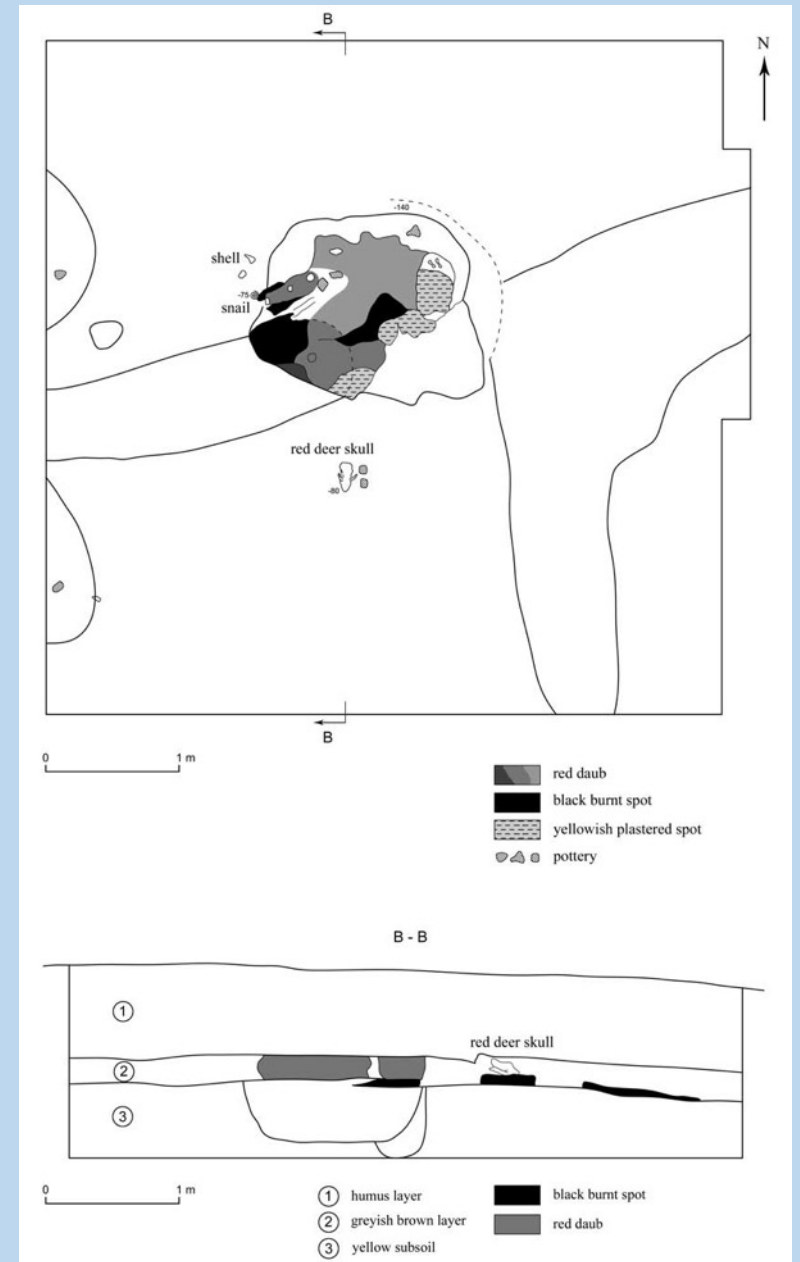 B
N
-140
shell
-75
snail
red deer skull
-80
B
0 1 m
red daub
black burnt spot
yellowish plastered spot
pottery
B - B
1
red deer skull
2
3
0 1 m
1 humus layer
2 greyish brown layer
3 yellow subsoil
black burnt spot
red daub